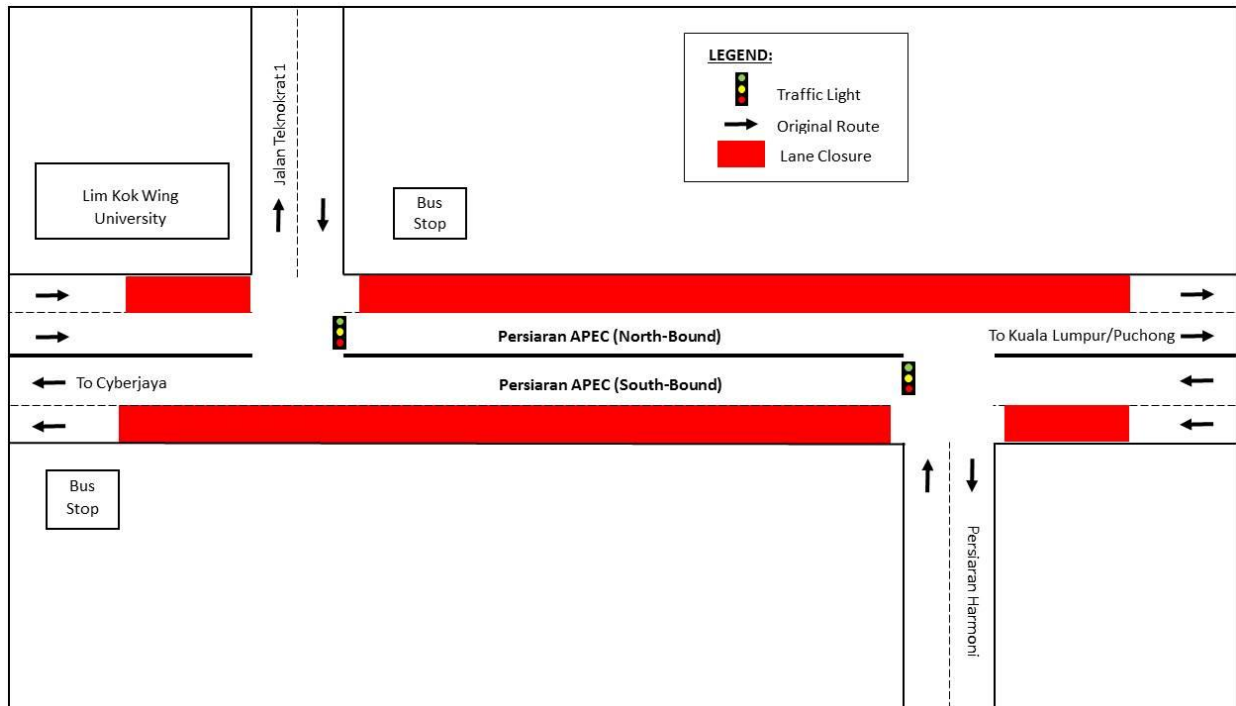 LEGEND:
Traffic Light
Original Route
Lane Closure
Jalan Teknokrat 1
Lim Kok Wing
University
Bus
Stop
Persiaran APEC (North-Bound)
To Kuala Lumpur/Puchong
To Cyberjaya
Persiaran APEC (South-Bound)
Bus
Stop
Persiaran Harmoni